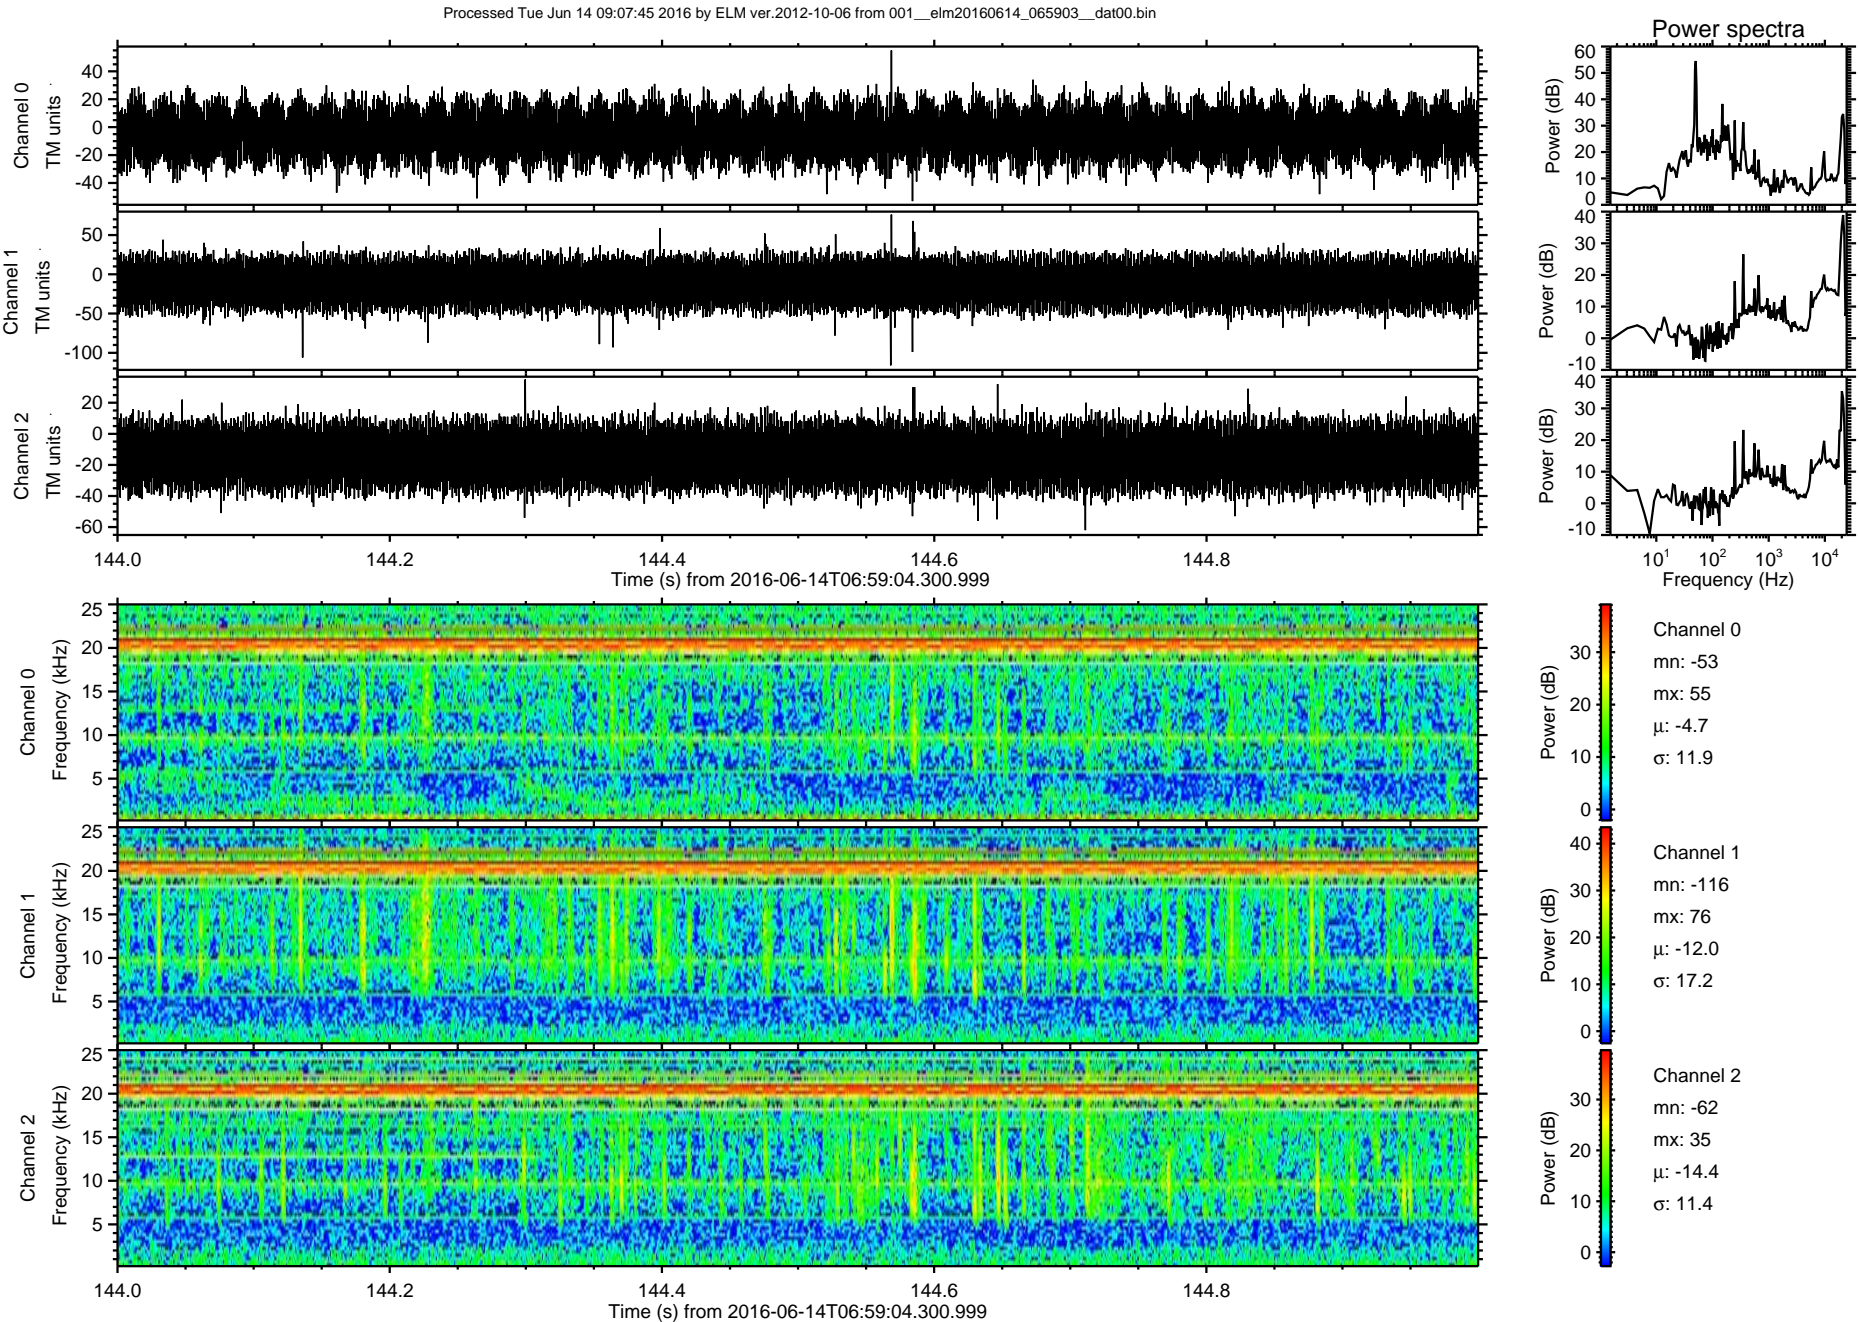 Processed Tue Jun 14 09:07:45 2016 by ELM ver.2012-10-06 from 001__elm20160614_065903__dat00.bin
Power spectra
Channel 0
TM units
40
20
0
-20
-40
Power (dB)
60
50
40
30
20
10
0
Channel 1
TM units
50
0
-50
-100
Power (dB)
40
30
20
10
0
-10
Channel 2
TM units
20
0
-20
-40
-60
Power (dB)
40
30
20
10
0
-10
144.0 144.2 144.4 144.6 144.8
Time (s) from 2016-06-14T06:59:04.300.999
10¹ 10² 10³ 10⁴
Frequency (Hz)
Channel 0
Frequency (kHz)
25
20
15
10
5
Power (dB)
30
20
10
0
Channel 0
mn: -53
mx: 55
μ: -4.7
σ: 11.9
Channel 1
Frequency (kHz)
25
20
15
10
5
Power (dB)
40
30
20
10
0
Channel 1
mn: -116
mx: 76
μ: -12.0
σ: 17.2
Channel 2
Frequency (kHz)
25
20
15
10
5
Power (dB)
30
20
10
0
Channel 2
mn: -62
mx: 35
μ: -14.4
σ: 11.4
144.0 144.2 144.4 144.6 144.8
Time (s) from 2016-06-14T06:59:04.300.999